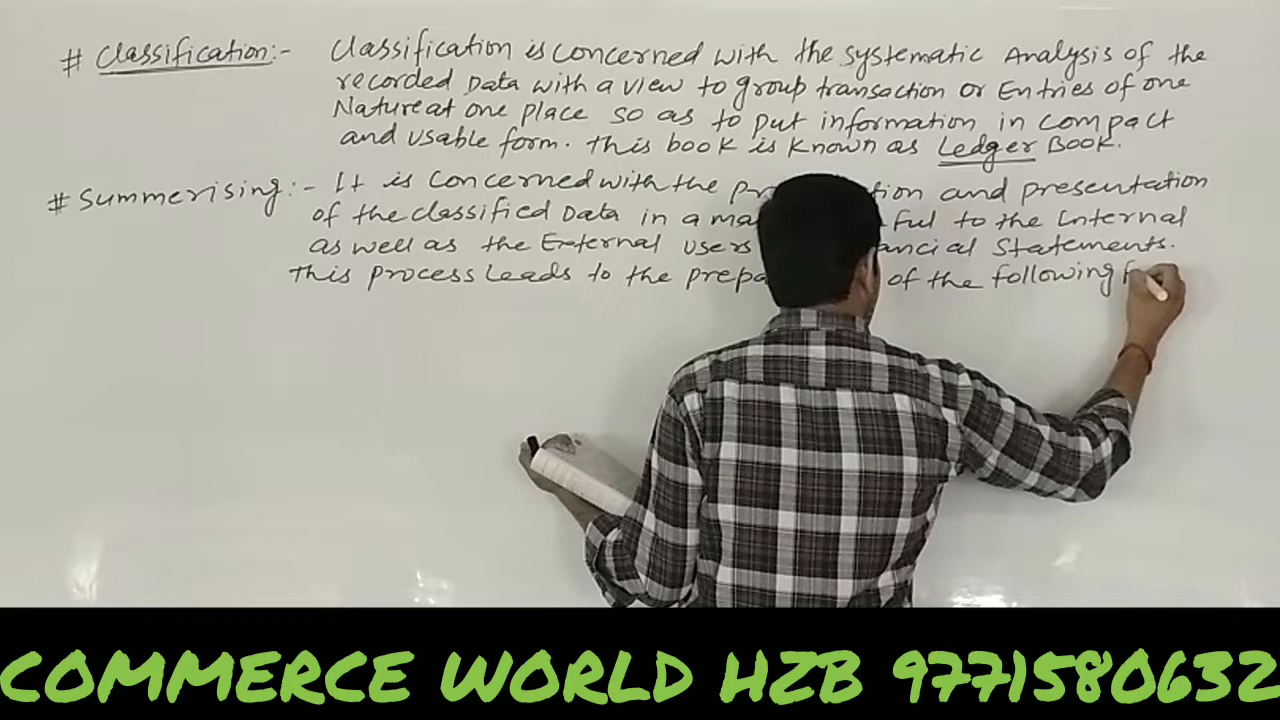 # Classification:- Classification is concerned with the systematic Analysis of the
recorded Data with a view to group transaction or Entries of one
Nature at one place so as to put information in compact
and usable form. This book is known as Ledger Book.
# Summerising:- It is concerned with the and presentation
of the classified Data in a to the Internal
as well as the External users Statements.
This process leads to the of the following
COMMERCE WORLD HZB 9771580632